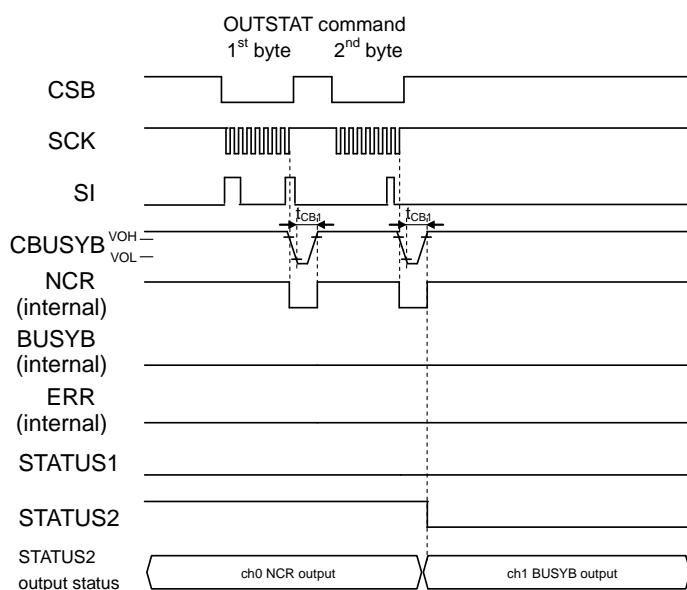 OUTSTAT command
1st byte 2nd byte
CSB
SCK
SI
tCB1 tCB1
CBUSYB VOH
VOL
NCR
(internal)
BUSYB
(internal)
ERR
(internal)
STATUS1
STATUS2
STATUS2
output status
ch0 NCR output ch1 BUSYB output